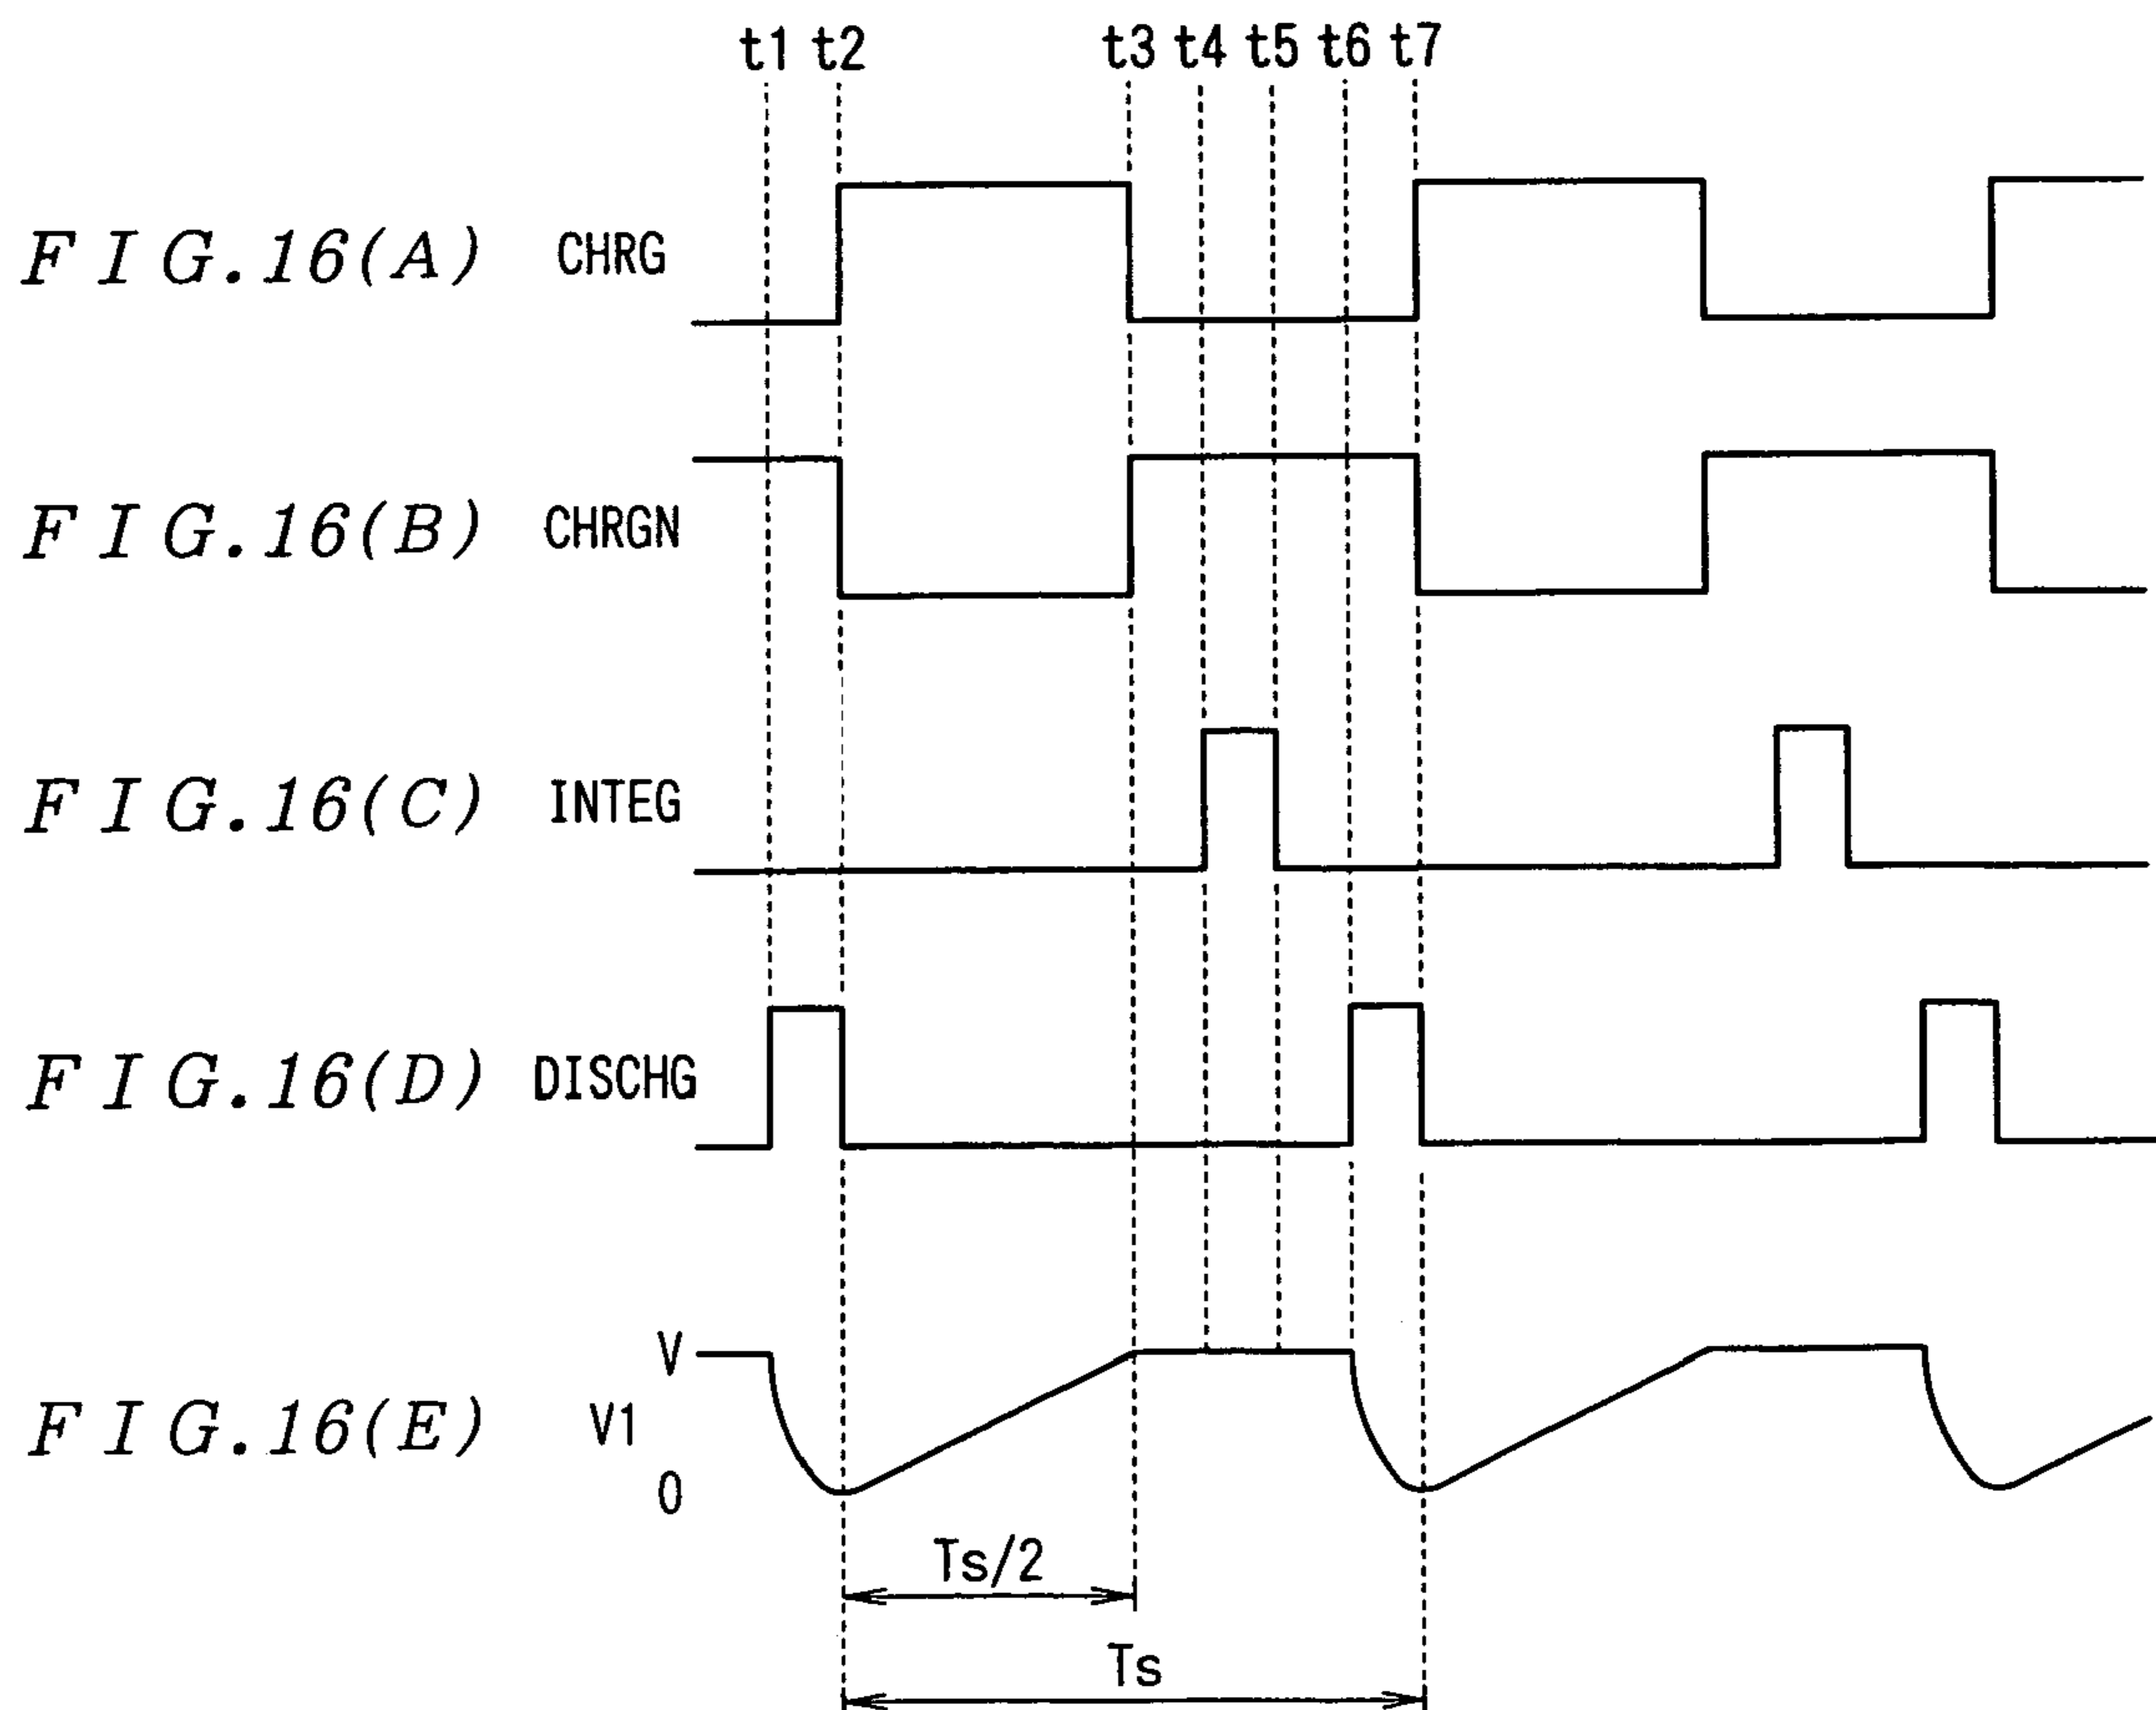 t1 t2 t3 t4 t5 t6 t7
FIG.16(A) CHRG
FIG.16(B) CHRGN
FIG.16(C) INTEG
FIG.16(D) DISCHG
V
FIG.16(E) V1
0
Ts/2
Ts